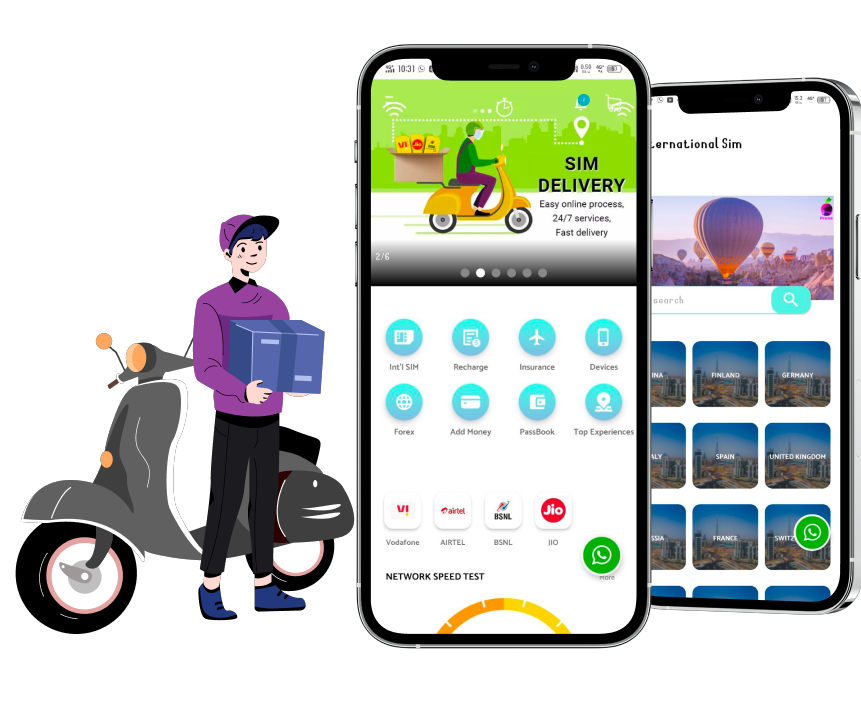 10:31
SIM
DELIVERY
Easy online process,
24/7 services,
Fast delivery
2/6
Int'l SIM
Recharge
Insurance
Devices
Forex
Add Money
PassBook
Top Experiences
VI
airtel
BSNL
Jio
Vodafone
AIRTEL
BSNL
JIO
NETWORK SPEED TEST
More
ernational Sim
search
INA
FINLAND
GERMANY
ALY
SPAIN
UNITED KINGDOM
SSIA
FRANCE
SWITZ